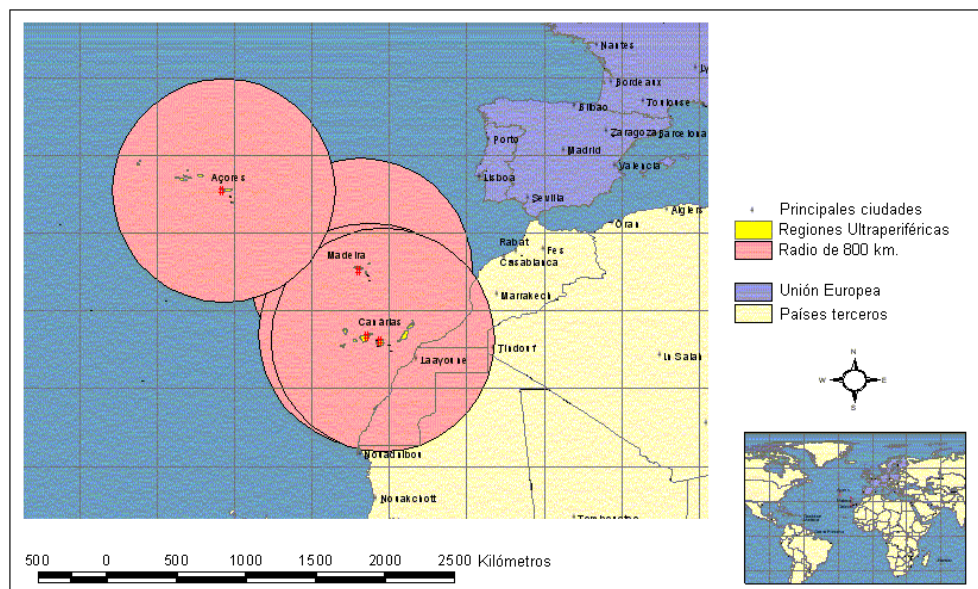 Nantes
Bordeaux
Toulouse
Bilbao
Zaragoza
Barcelona
Porto
Madrid
Valencia
Lisboa
Sevilla
Açores
Algiers
Oran
Rabat
Fes
Casablanca
Madeira
Marrakech
Canárias
Laayoune
Tindouf
In Salah
Nouadhibou
Nouakchott
Principales ciudades
Regiones Ultraperiféricas
Radio de 800 km.
Unión Europea
Países terceros
N
W E
S
500 0 500 1000 1500 2000 2500 Kilómetros